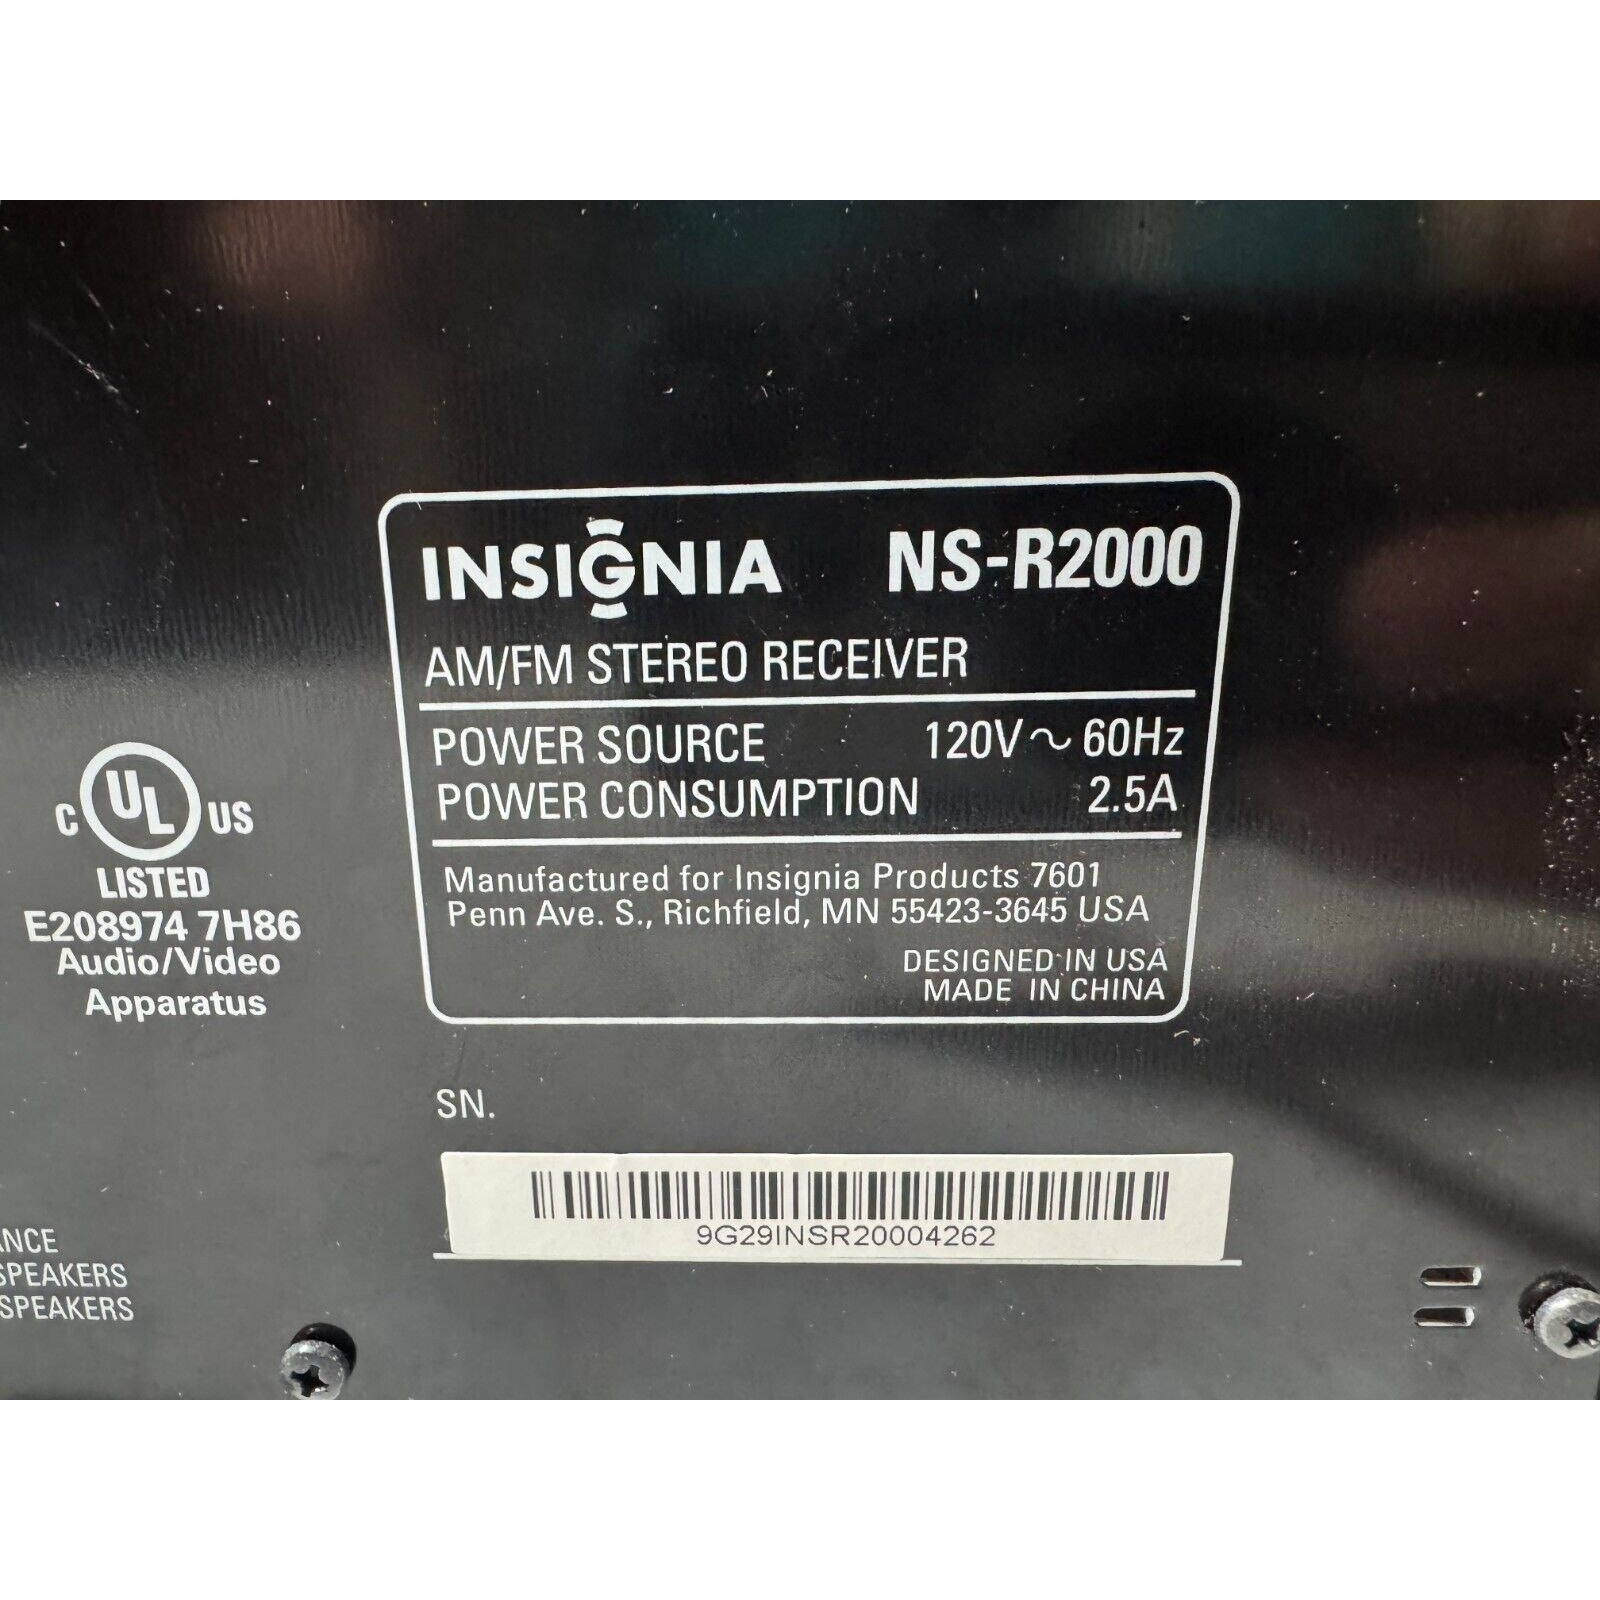 INSIGNIA NS-R2000
AM/FM STEREO RECEIVER
POWER SOURCE 120V ~ 60Hz
POWER CONSUMPTION 2.5A
Manufactured for Insignia Products 7601
Penn Ave. S., Richfield, MN 55423-3645 USA
DESIGNED IN USA
MADE IN CHINA
C UL US
LISTED
E208974 7H86
Audio/Video
Apparatus
SN.
9G29INSR20004262
ANCE
SPEAKERS
SPEAKERS